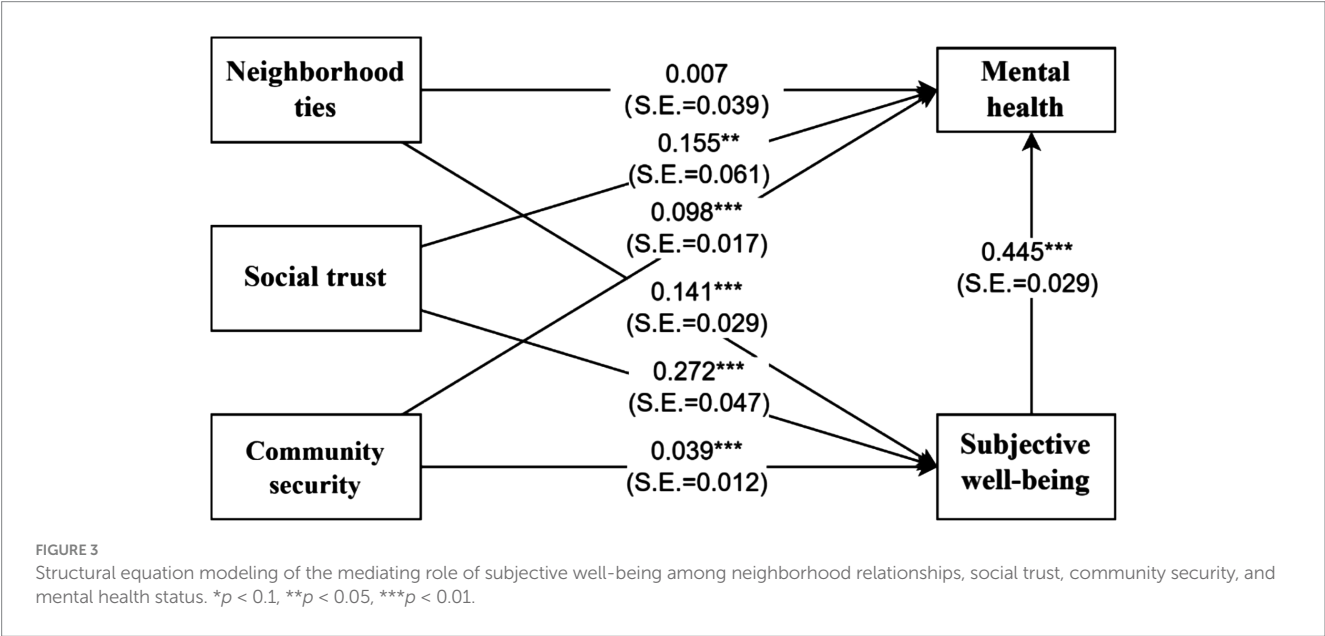 Neighborhood
ties
0.007
(S.E.=0.039)
Mental
health
0.155**
(S.E.=0.061)
0.098***
(S.E.=0.017)
Social trust
0.445***
(S.E.=0.029)
0.141***
(S.E.=0.029)
0.272***
(S.E.=0.047)
Community
security
0.039***
(S.E.=0.012)
Subjective
well-being
FIGURE 3
Structural equation modeling of the mediating role of subjective well-being among neighborhood relationships, social trust, community security, and
mental health status. *p < 0.1, **p < 0.05, ***p < 0.01.